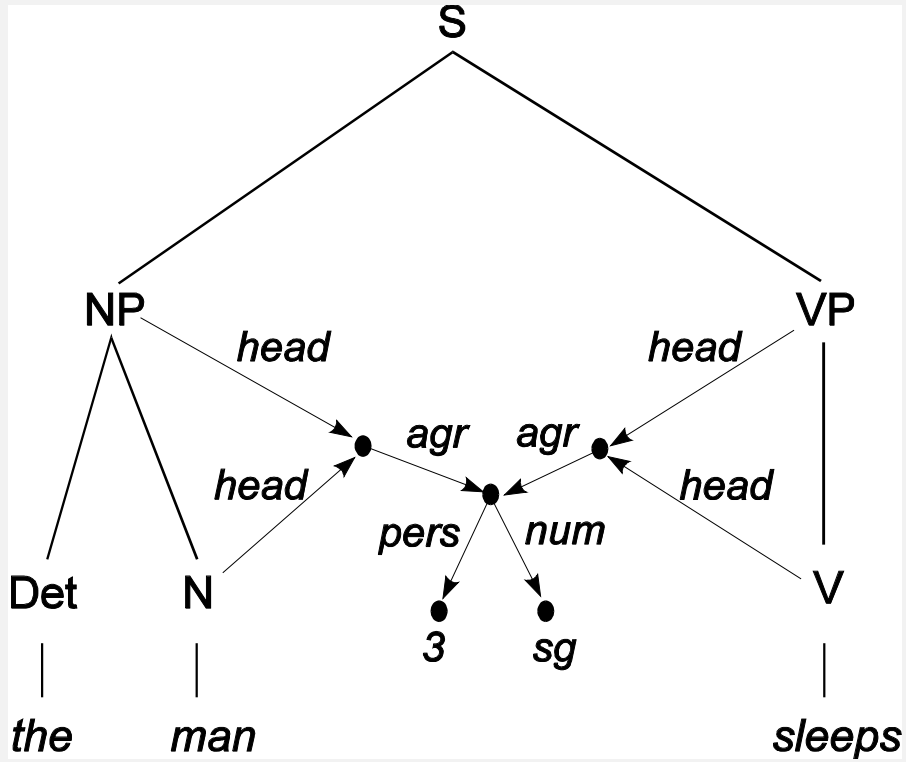 S
NP VP
head head
agr agr
head head
pers num
Det N V
3 sg
the man sleeps